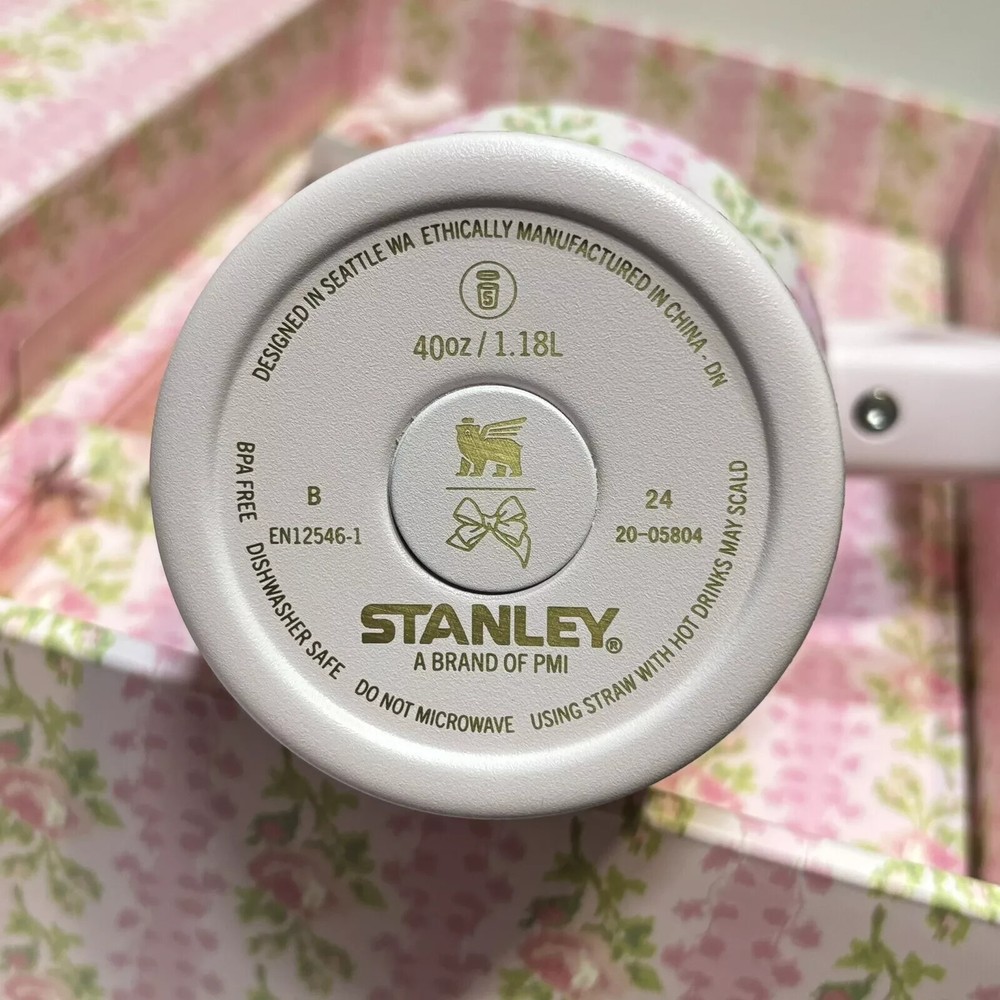 DESIGNED IN SEATTLE WA ETHICALLY MANUFACTURED IN CHINA - DN
5
40oz / 1.18L
B
EN12546-1
24
20-05804
STANLEY®
A BRAND OF PMI
BPA FREE DISHWASHER SAFE DO NOT MICROWAVE USING STRAW WITH HOT DRINKS MAY SCALD